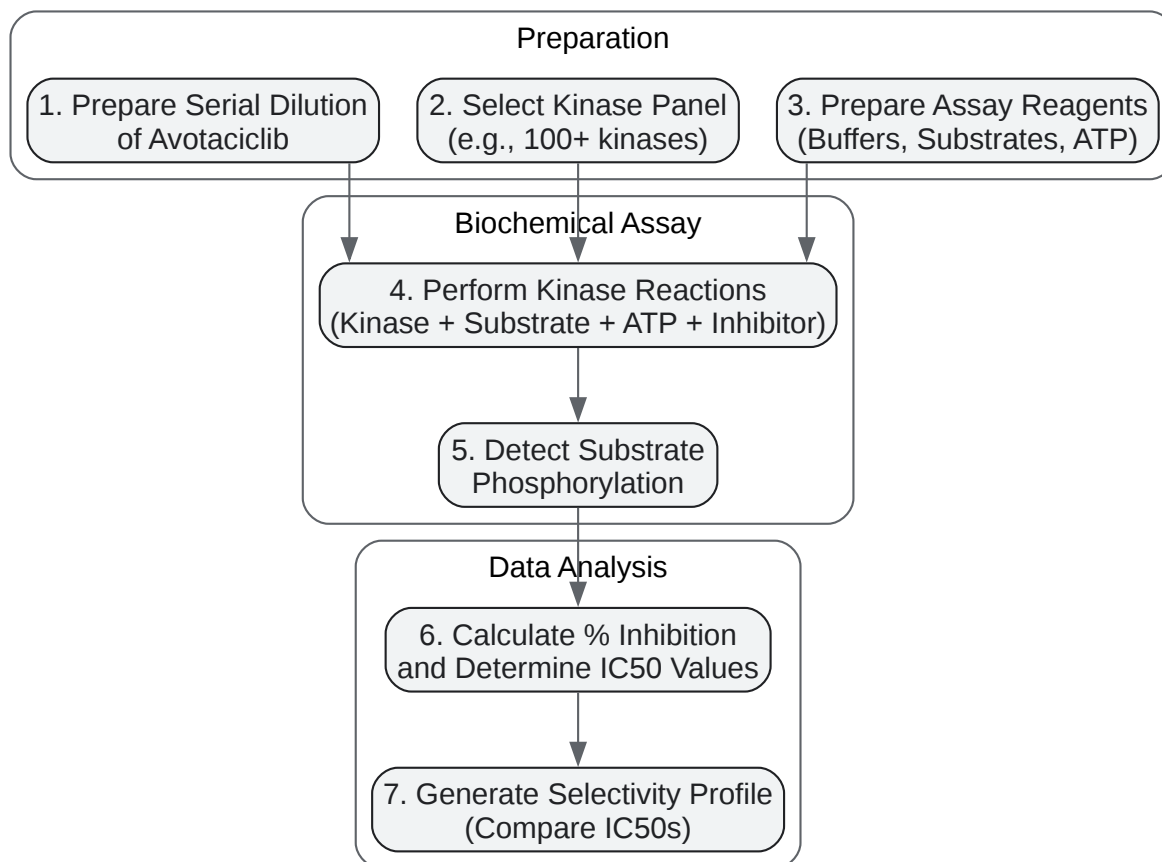 Preparation
1. Prepare Serial Dilution
of Avotaciclib
2. Select Kinase Panel
(e.g., 100+ kinases)
3. Prepare Assay Reagents
(Buffers, Substrates, ATP)
Biochemical Assay
4. Perform Kinase Reactions
(Kinase + Substrate + ATP + Inhibitor)
5. Detect Substrate
Phosphorylation
Data Analysis
6. Calculate % Inhibition
and Determine IC50 Values
7. Generate Selectivity Profile
(Compare IC50s)